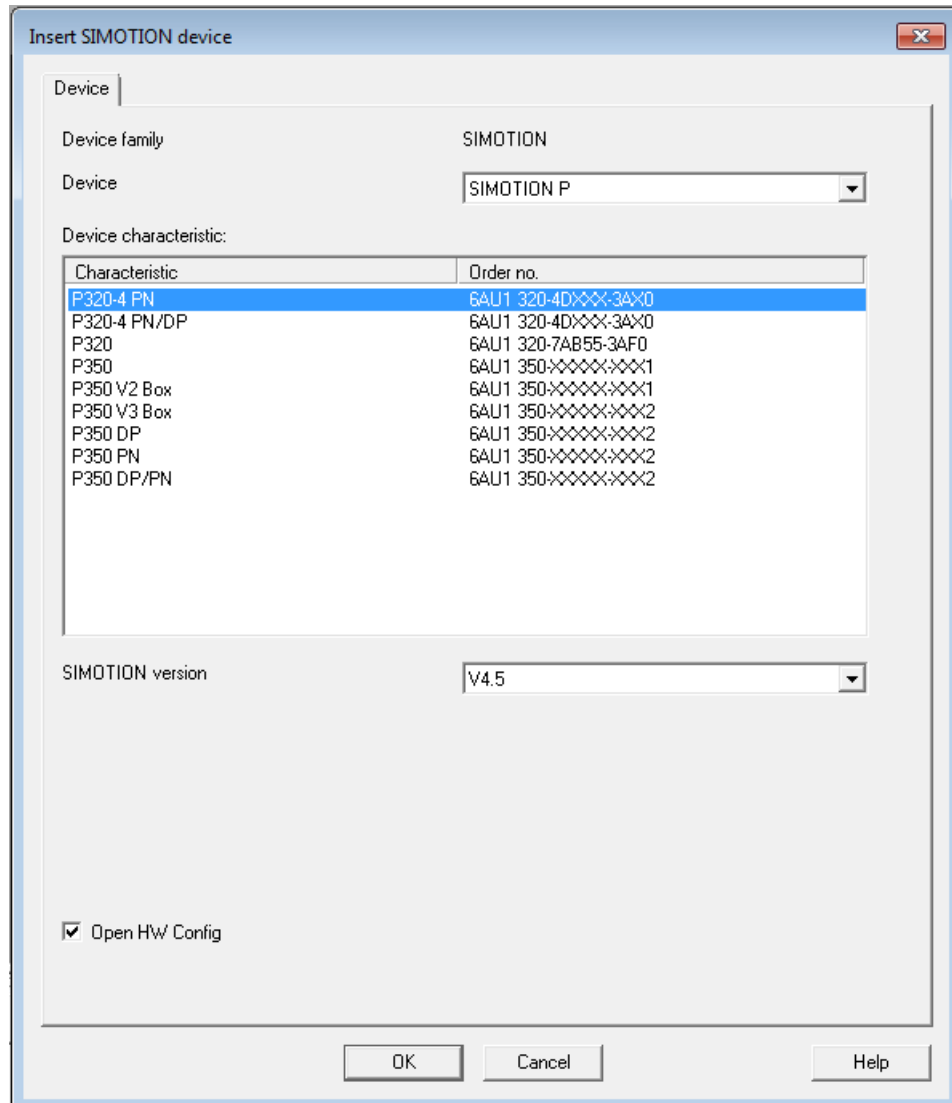 Insert SIMOTION device
Device
Device family SIMOTION
Device SIMOTION P
Device characteristic:
Characteristic Order no.
P320-4 PN 6AU1 320-4DXXX-3AX0
P320-4 PN/DP 6AU1 320-4DXXX-3AX0
P320 6AU1 320-7AB55-3AF0
P350 6AU1 350-XXXXX-XXX1
P350 V2 Box 6AU1 350-XXXXX-XXX1
P350 V3 Box 6AU1 350-XXXXX-XXX2
P350 DP 6AU1 350-XXXXX-XXX2
P350 PN 6AU1 350-XXXXX-XXX2
P350 DP/PN 6AU1 350-XXXXX-XXX2
SIMOTION version V4.5
Open HW Config
OK Cancel Help